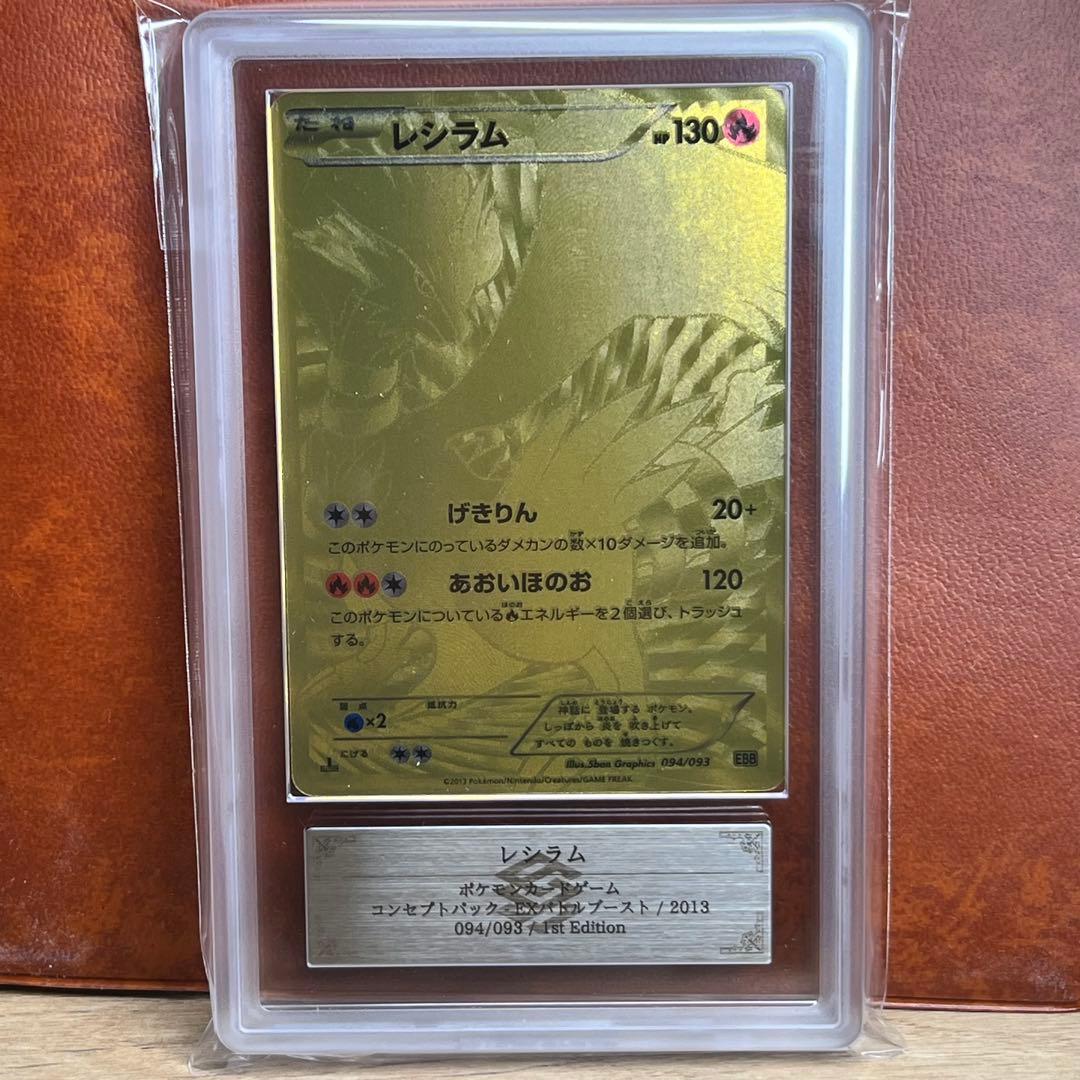 たね レシラム HP130
げきりん 20+
このポケモンにのっているダメカンの数×10ダメージを追加。
あおいほのお 120
このポケモンについているエネルギーを2個選び、トラッシュ
する。
弱点 抵抗力
×2
にげる
神話に 登場する ポケモン。
しっぽから 炎を 吹き上げて
すべての ものを 焼きつくす。
Illus. 5ban Graphics 094/093 EBB
©2013 Pokémon/Nintendo/Creatures/GAME FREAK
レシラム
ポケモンカードゲーム
コンセプトパック - EXバトルブースト / 2013
094/093 / 1st Edition